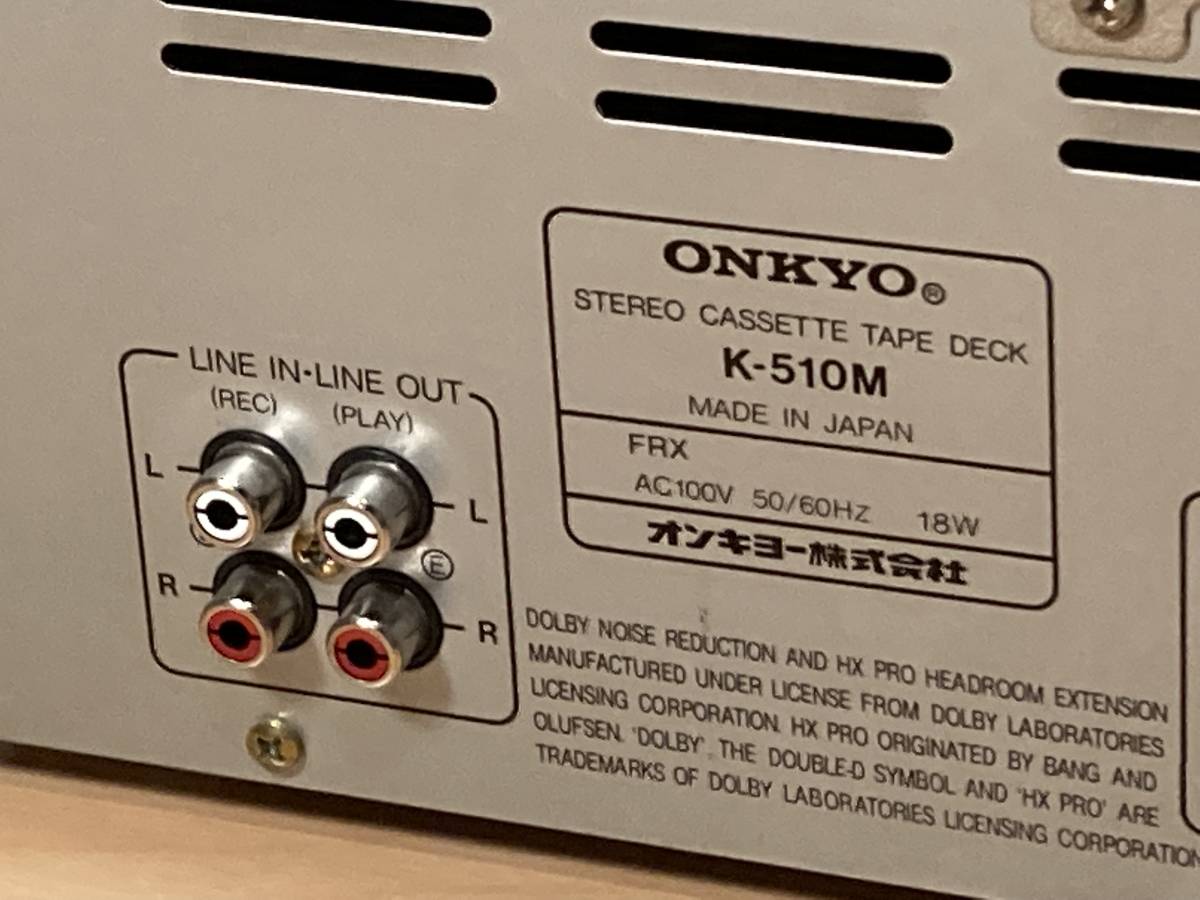 ONKYO®
STEREO CASSETTE TAPE DECK
K-510M
MADE IN JAPAN
FRX
AC100V 50/60Hz 18W
オンキヨー株式会社
LINE IN•LINE OUT
(REC) (PLAY)
L L
E
R R
DOLBY NOISE REDUCTION AND HX PRO HEADROOM EXTENSION
MANUFACTURED UNDER LICENSE FROM DOLBY LABORATORIES
LICENSING CORPORATION. HX PRO ORIGINATED BY BANG AND
OLUFSEN. 'DOLBY', THE DOUBLE-D SYMBOL AND 'HX PRO' ARE
TRADEMARKS OF DOLBY LABORATORIES LICENSING CORPORATION